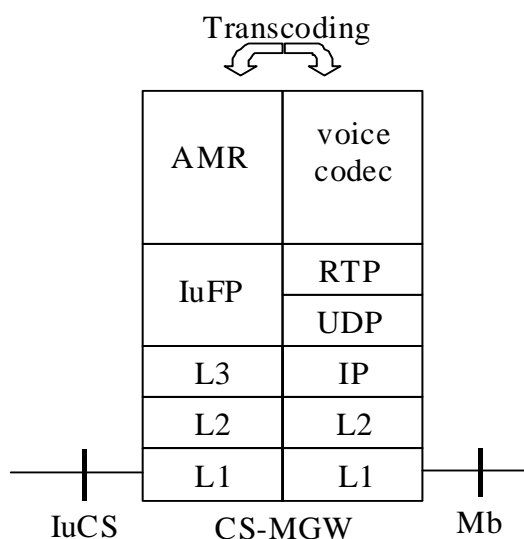 Transcoding
AMR
voice
codec
IuFP
RTP
UDP
L3
IP
L2
L2
L1
L1
IuCS
CS-MGW
Mb